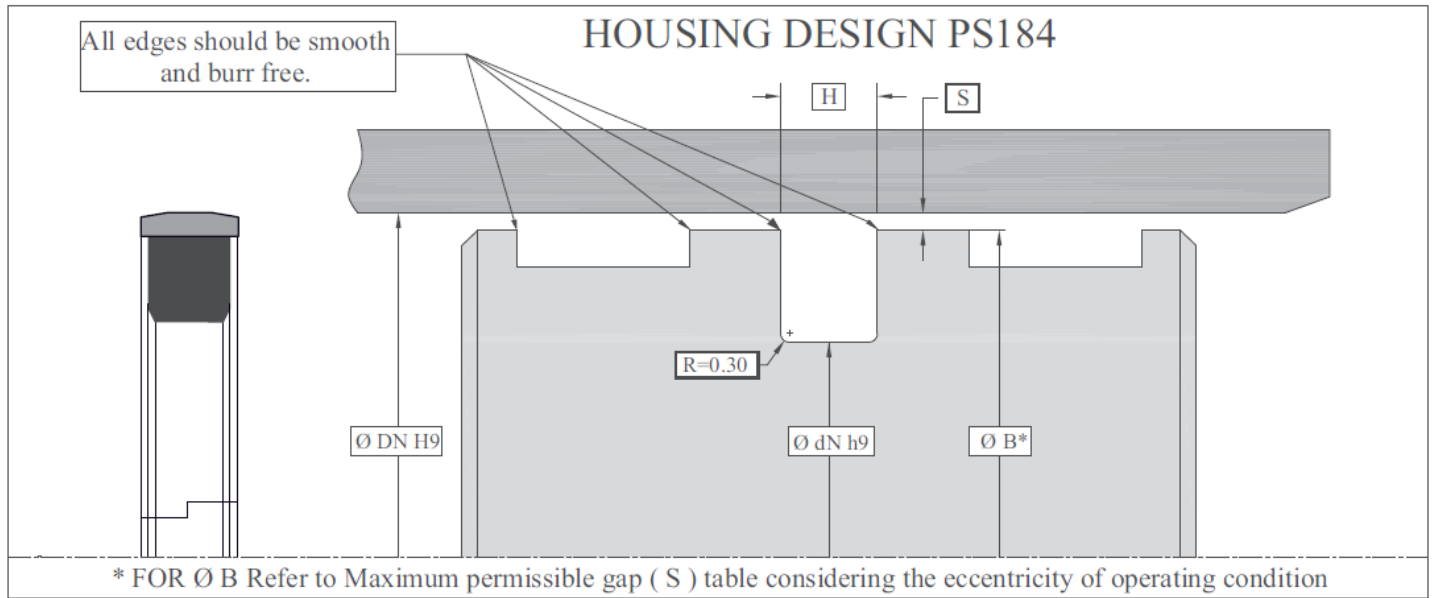 HOUSING DESIGN PS184
All edges should be smooth
and burr free.
H
S
R=0.30
Ø DN H9
Ø dN h9
Ø B*
* FOR Ø B Refer to Maximum permissible gap ( S ) table considering the eccentricity of operating condition